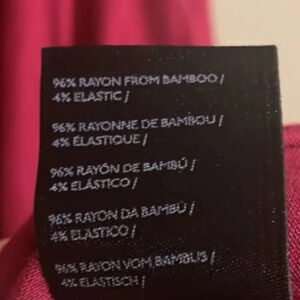 96% RAYON FROM BAMBOO /
4% ELASTIC /
96% RAYONNE DE BAMBOU /
4% ÉLASTIQUE /
96% RAYÓN DE BAMBÚ /
4% ELÁSTICO /
96% RAYON DA BAMBÙ /
4% ELASTICO /
96% RAYON VOM BAMBUS /
4% ELASTISCH /